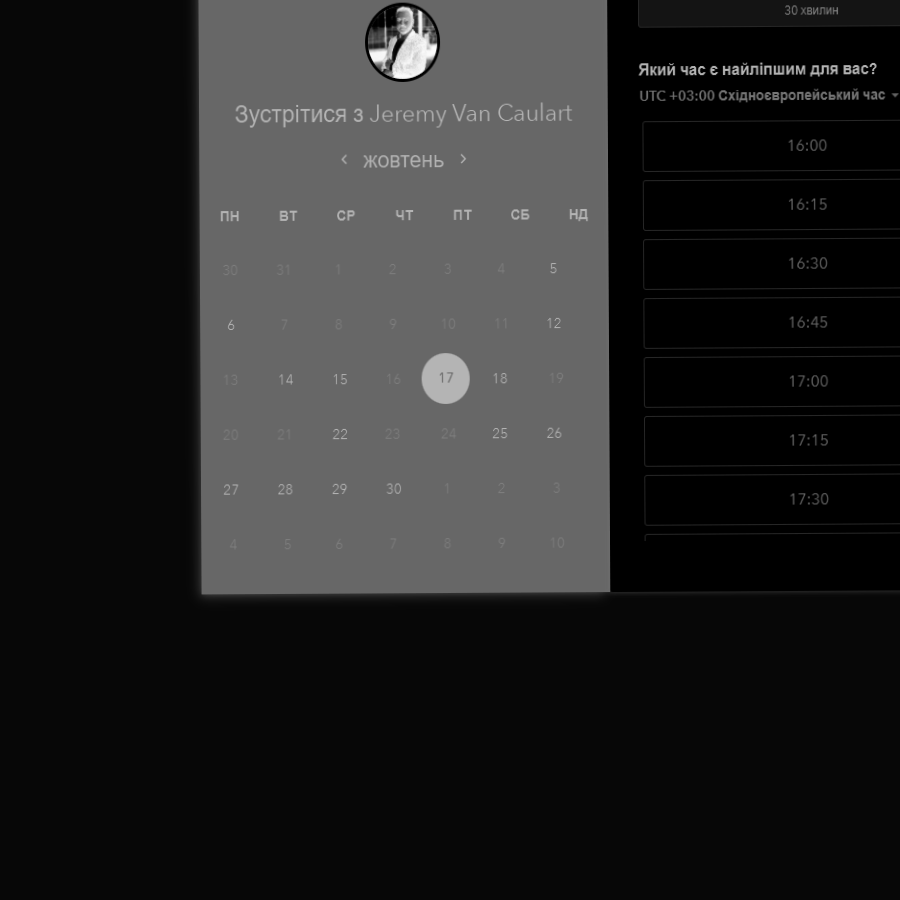 Зустрітися з Jeremy Van Caulart
‹ жовтень ›
ПН ВТ СР ЧТ ПТ СБ НД
30 31 1 2 3 4 5
6 7 8 9 10 11 12
13 14 15 16 17 18 19
20 21 22 23 24 25 26
27 28 29 30 1 2 3
4 5 6 7 8 9 10
30 хвилин
Який час є найліпшим для вас?
UTC +03:00 Східноєвропейський час
16:00
16:15
16:30
16:45
17:00
17:15
17:30